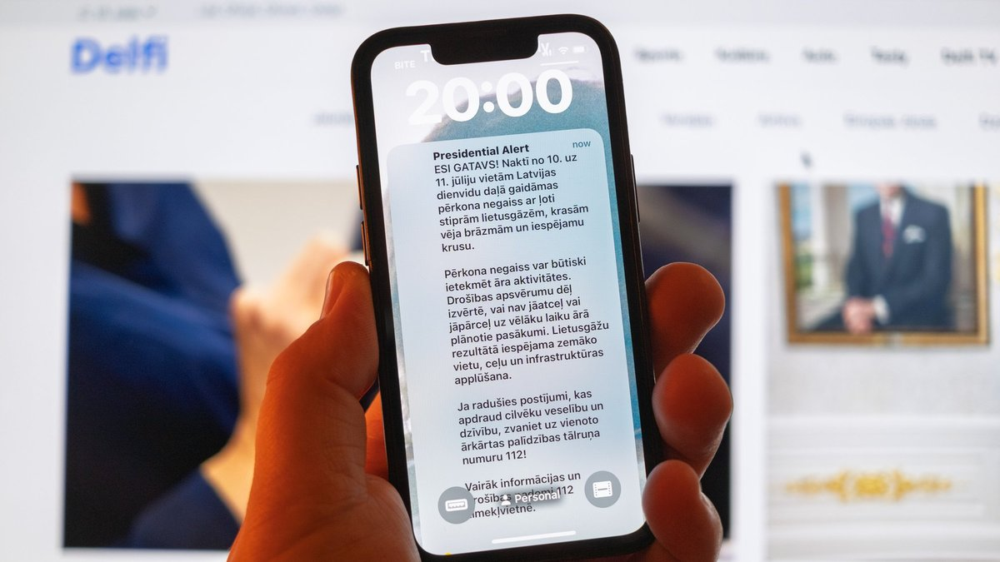 Delfi
BITE
20:00
Presidential Alert
now
ESI GATAVS! Naktī no 10. uz
11. jūliju vietām Latvijas
dienvidu daļā gaidāmas
pērkona negaiss ar ļoti
stiprām lietusgāzēm, krasām
vēja brāzmām un iespējamu
krusu.
Pērkona negaiss var būtiski
ietekmēt āra aktivitātes.
Drošības apsvērumu dēļ
izvērtē, vai nav jāatceļ vai
jāpārceļ uz vēlāku laiku ārā
plānotie pasākumi. Lietusgāžu
rezultātā iespējama zemāko
vietu, ceļu un infrastruktūras
applūšana.
Ja radušies postījumi, kas
apdraud cilvēku veselību un
dzīvību, zvaniet uz vienoto
ārkārtas palīdzības tālruņa
numuru 112!
Vairāk informācijas un
112
Personal